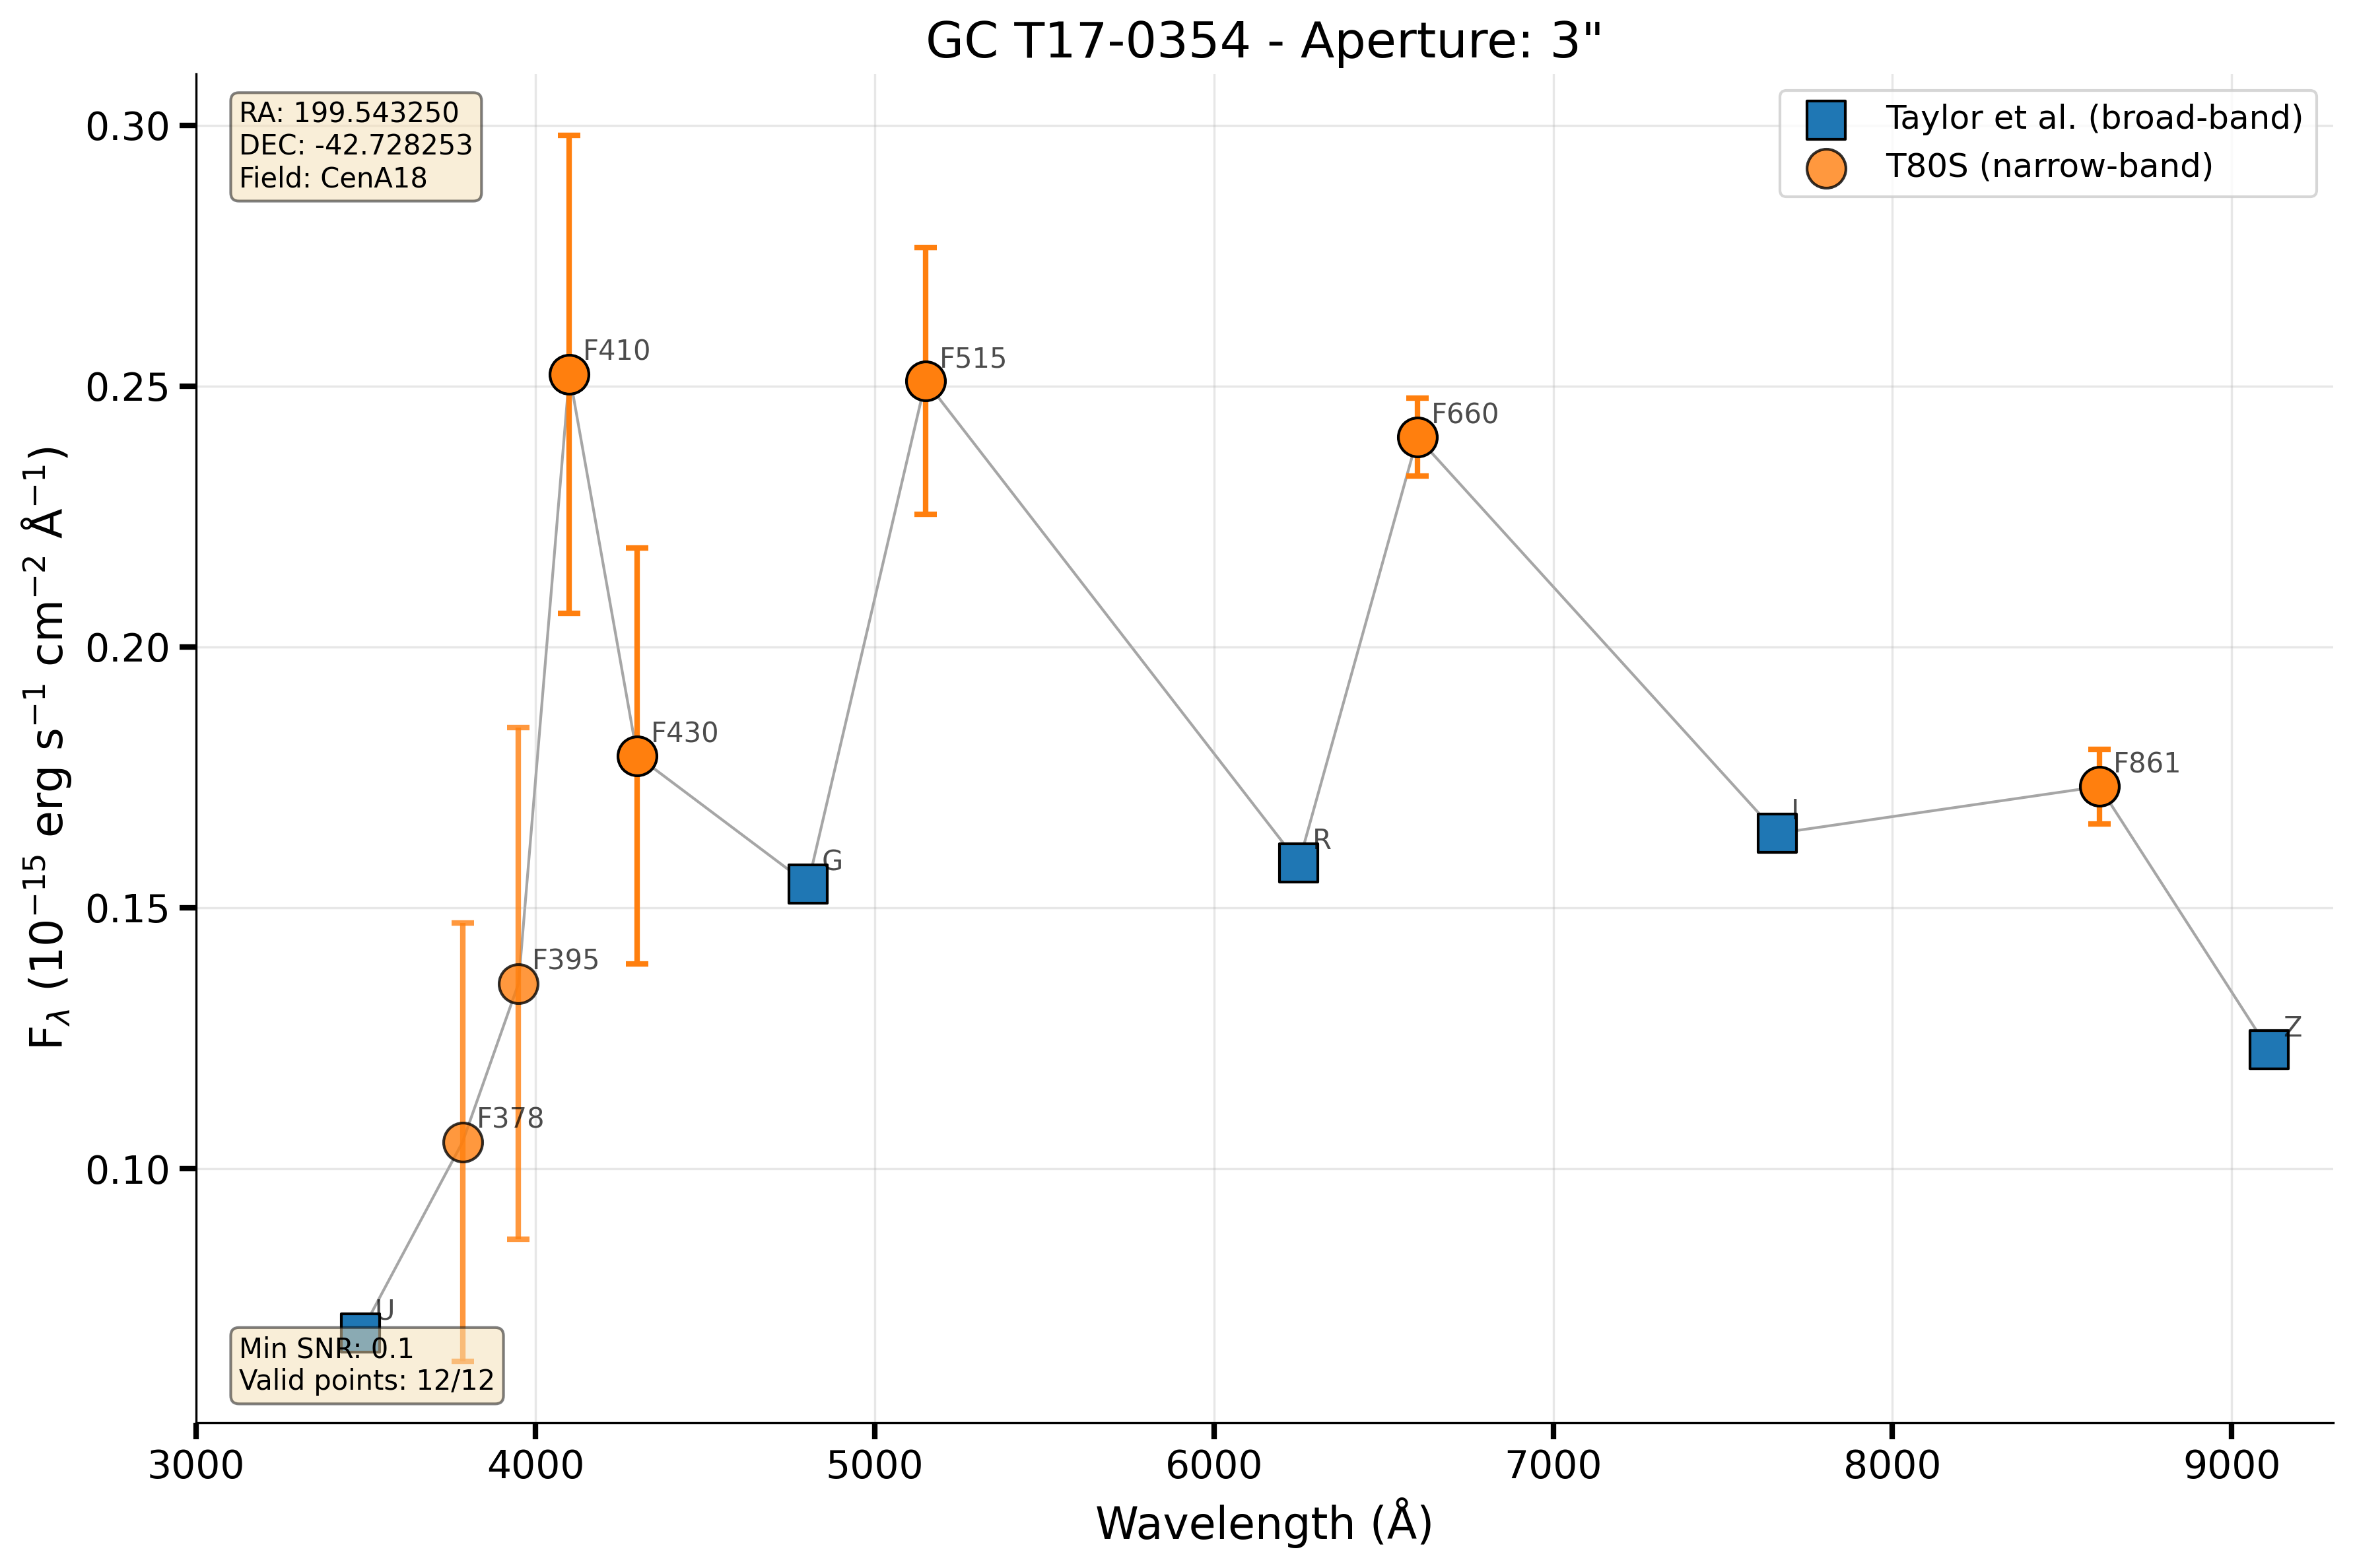 GC T17-0354 - Aperture: 3"
RA: 199.543250
DEC: -42.728253
Field: CenA18
Taylor et al. (broad-band)
T80S (narrow-band)
0.30
0.25
0.20
0.15
0.10
F410
F515
F660
F430
F861
I
R
G
F395
Z
F378
U
Min SNR: 0.1
Valid points: 12/12
3000 4000 5000 6000 7000 8000 9000
Wavelength (Å)
Fλ (10⁻¹⁵ erg s⁻¹ cm⁻² Å⁻¹)